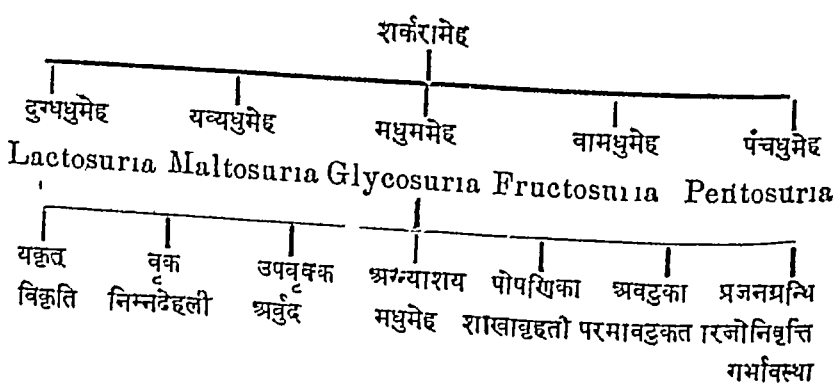 शर्करामेह
दुग्धधुमेह यव्यधुमेह मधुममेह वामधुमेह पंचधुमेह
Lactosuria Maltosuria Glycosuria Fructosuria Pentosuria
यकृत् वृक उपवृक्क अग्न्याशय पोपणिका अवटुका प्रजनग्रन्थि
विकृति निम्नदेहली अर्वुद मधुमेह शाखावृहती परमावटुकता रजोनिवृत्ति
गर्भावस्था